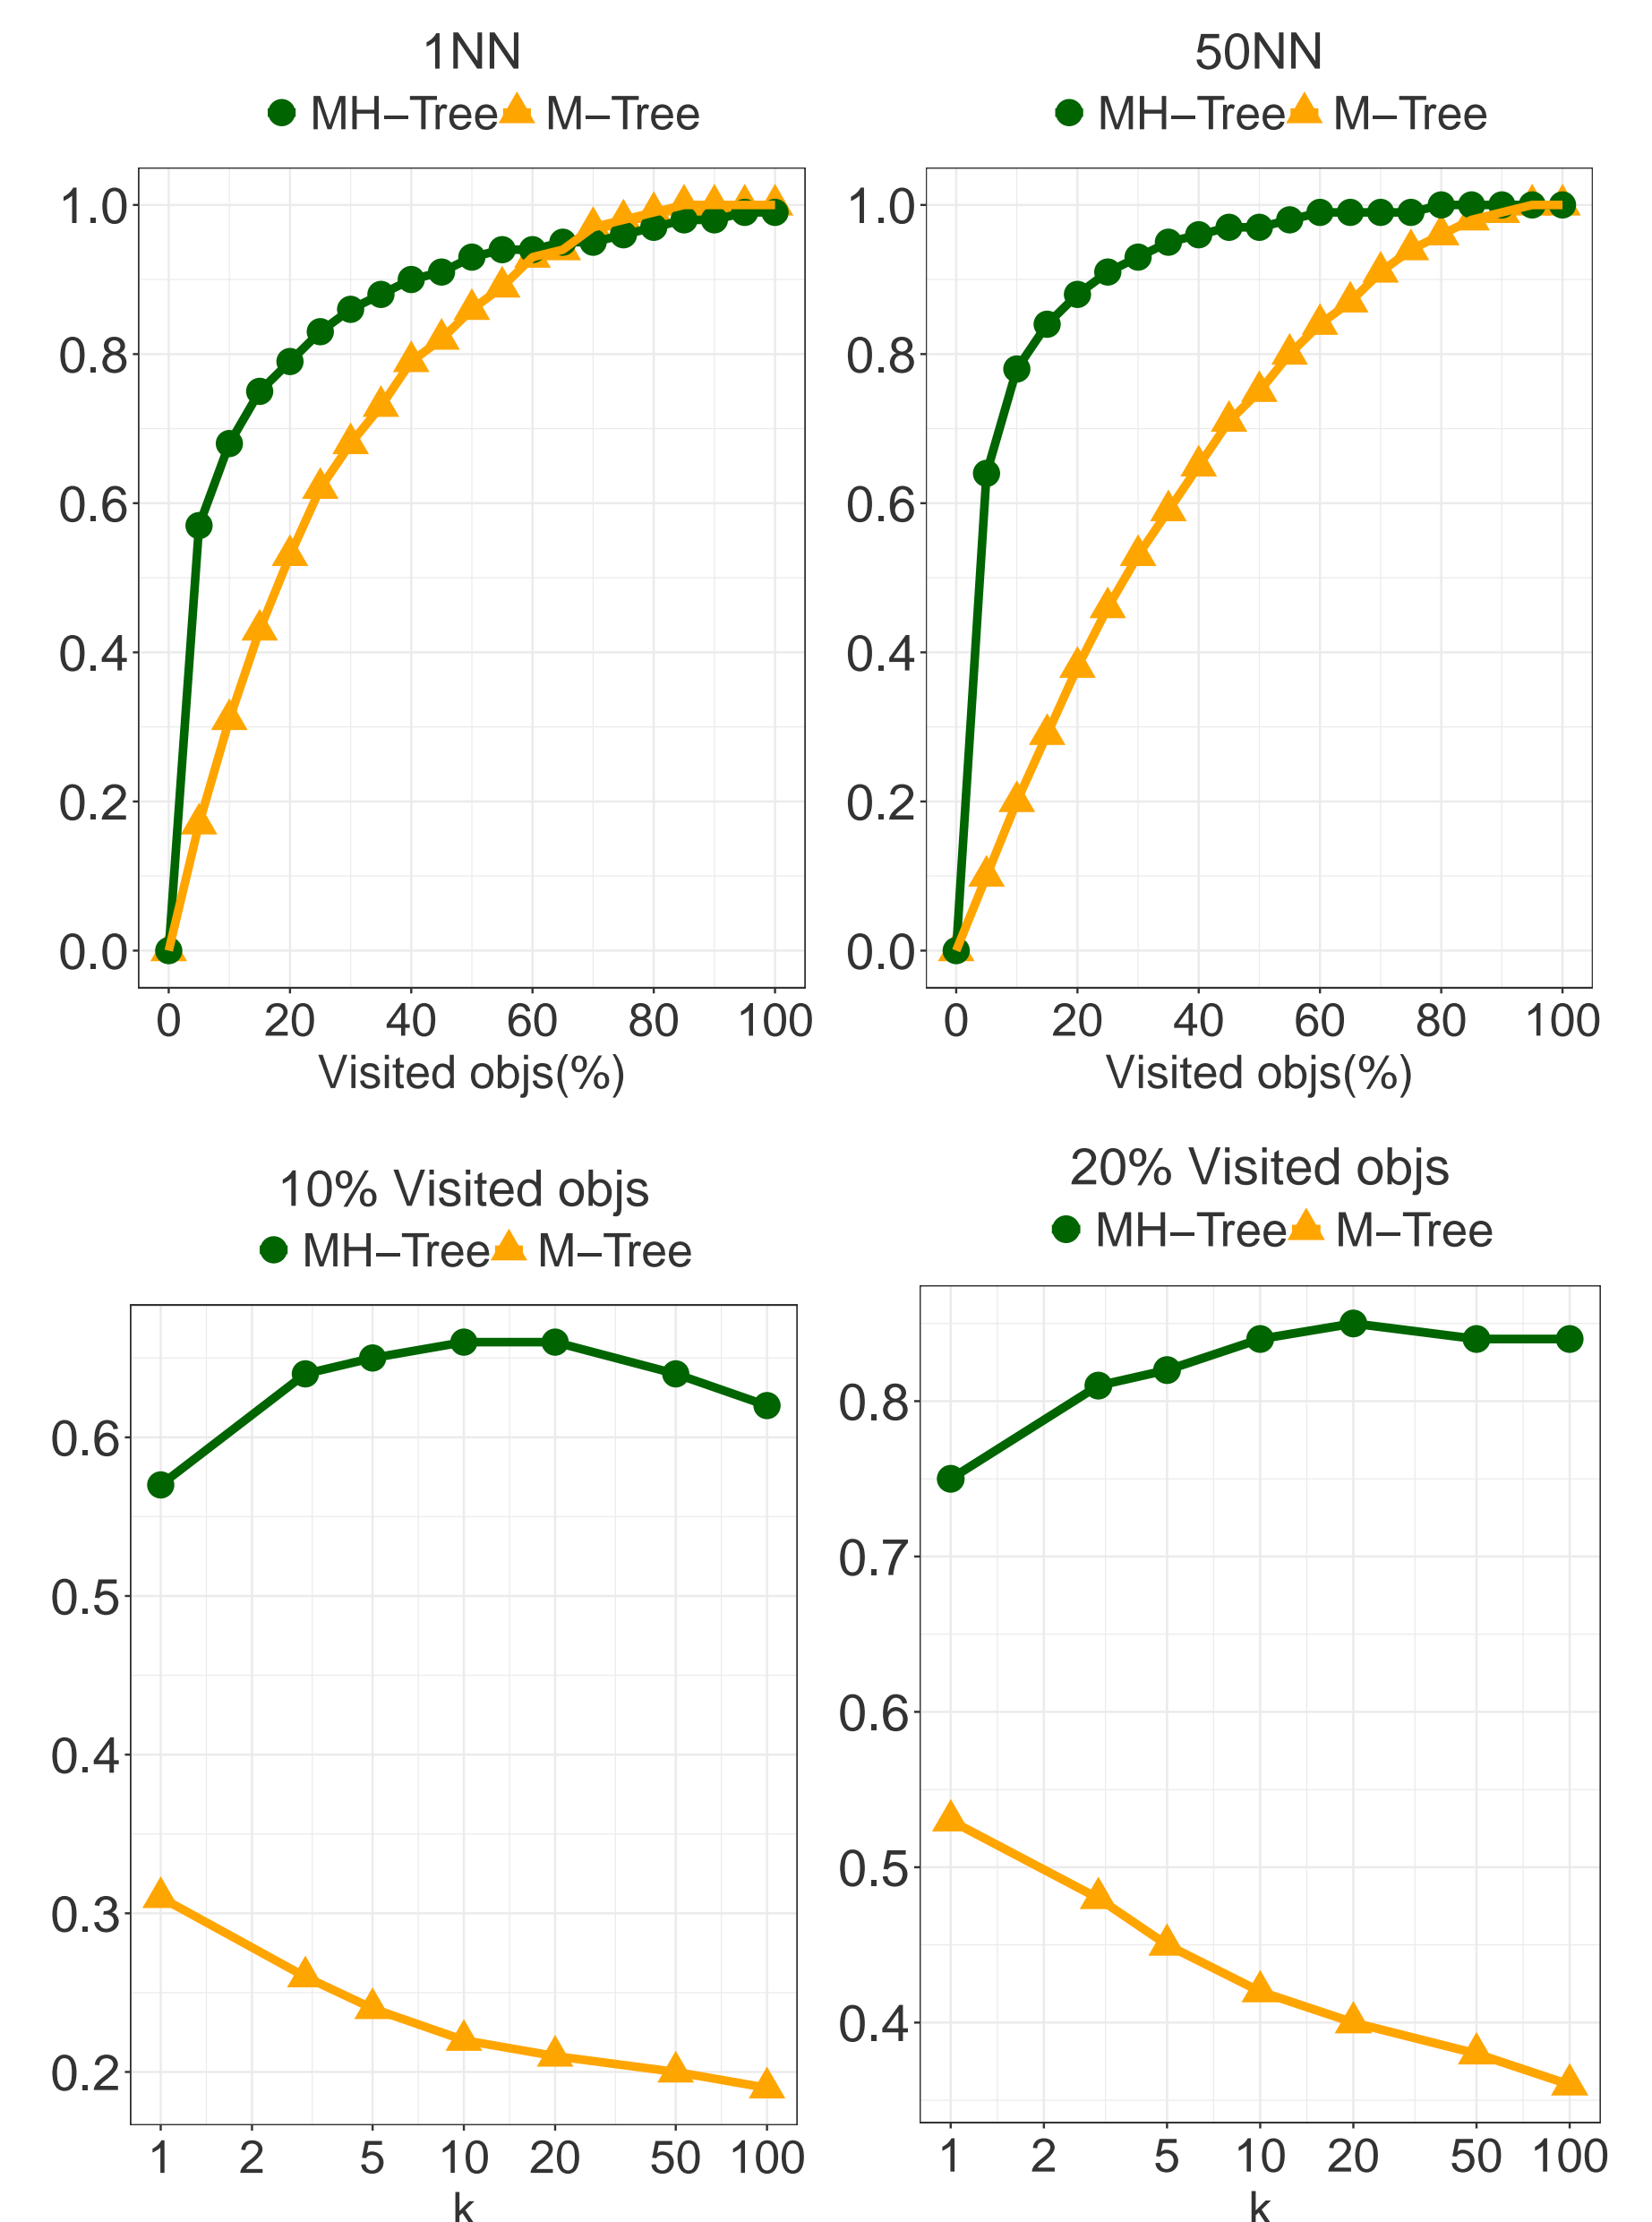 1NN
MH–Tree M–Tree
1.0
0.8
0.6
0.4
0.2
0.0
0 20 40 60 80 100
Visited objs(%)
50NN
MH–Tree M–Tree
1.0
0.8
0.6
0.4
0.2
0.0
0 20 40 60 80 100
Visited objs(%)
10% Visited objs
MH–Tree M–Tree
0.6
0.5
0.4
0.3
0.2
1 2 5 10 20 50 100
k
20% Visited objs
MH–Tree M–Tree
0.8
0.7
0.6
0.5
0.4
1 2 5 10 20 50 100
k